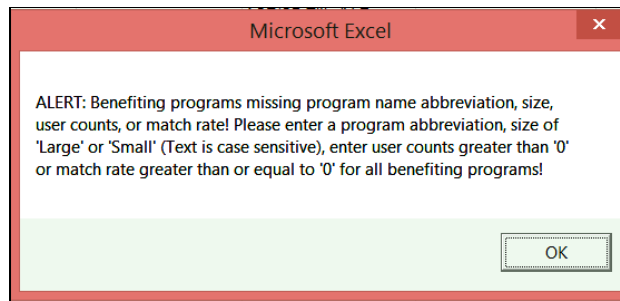 Microsoft Excel
x
ALERT: Benefiting programs missing program name abbreviation, size,
user counts, or match rate! Please enter a program abbreviation, size of
'Large' or 'Small' (Text is case sensitive), enter user counts greater than '0'
or match rate greater than or equal to '0' for all benefiting programs!
OK